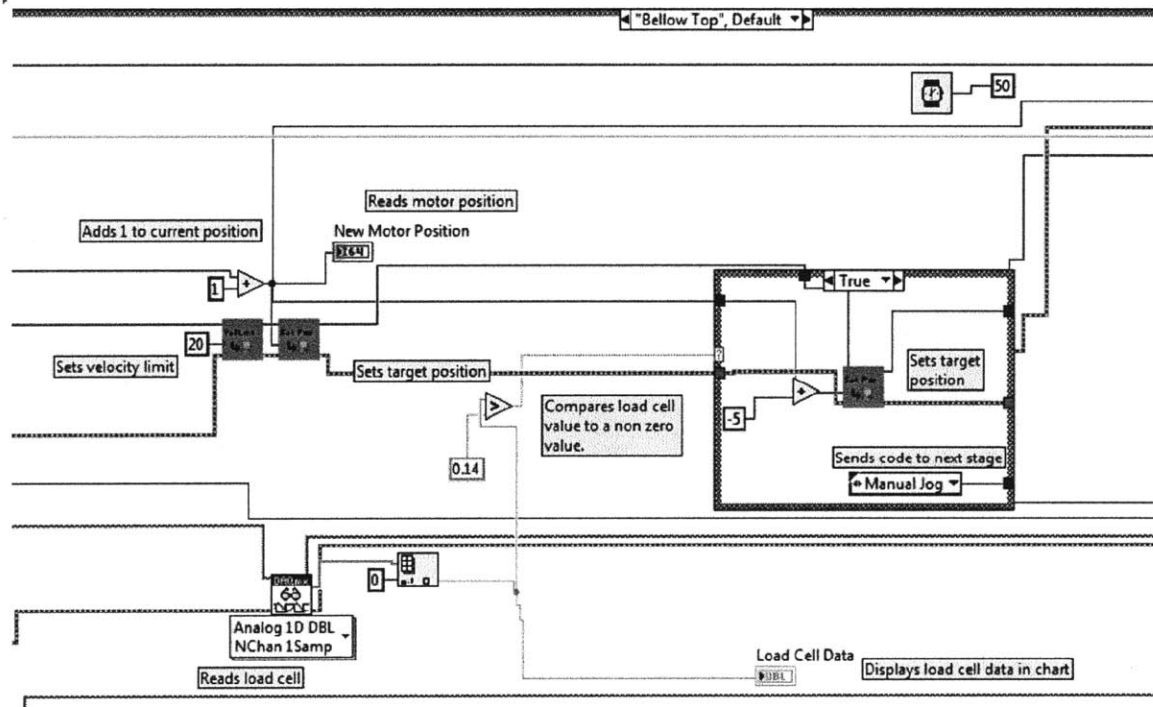 "Bellow Top", Default
50
Reads motor position
Adds 1 to current position
New Motor Position
I64
1
True
20
Sets velocity limit
Sets target position
Sets target
position
Compares load cell
value to a non zero
value.
-5
0.14
Sends code to next stage
Manual Jog
DAQmx
0
Analog 1D DBL
NChan 1Samp
Reads load cell
Load Cell Data
DBL
Displays load cell data in chart